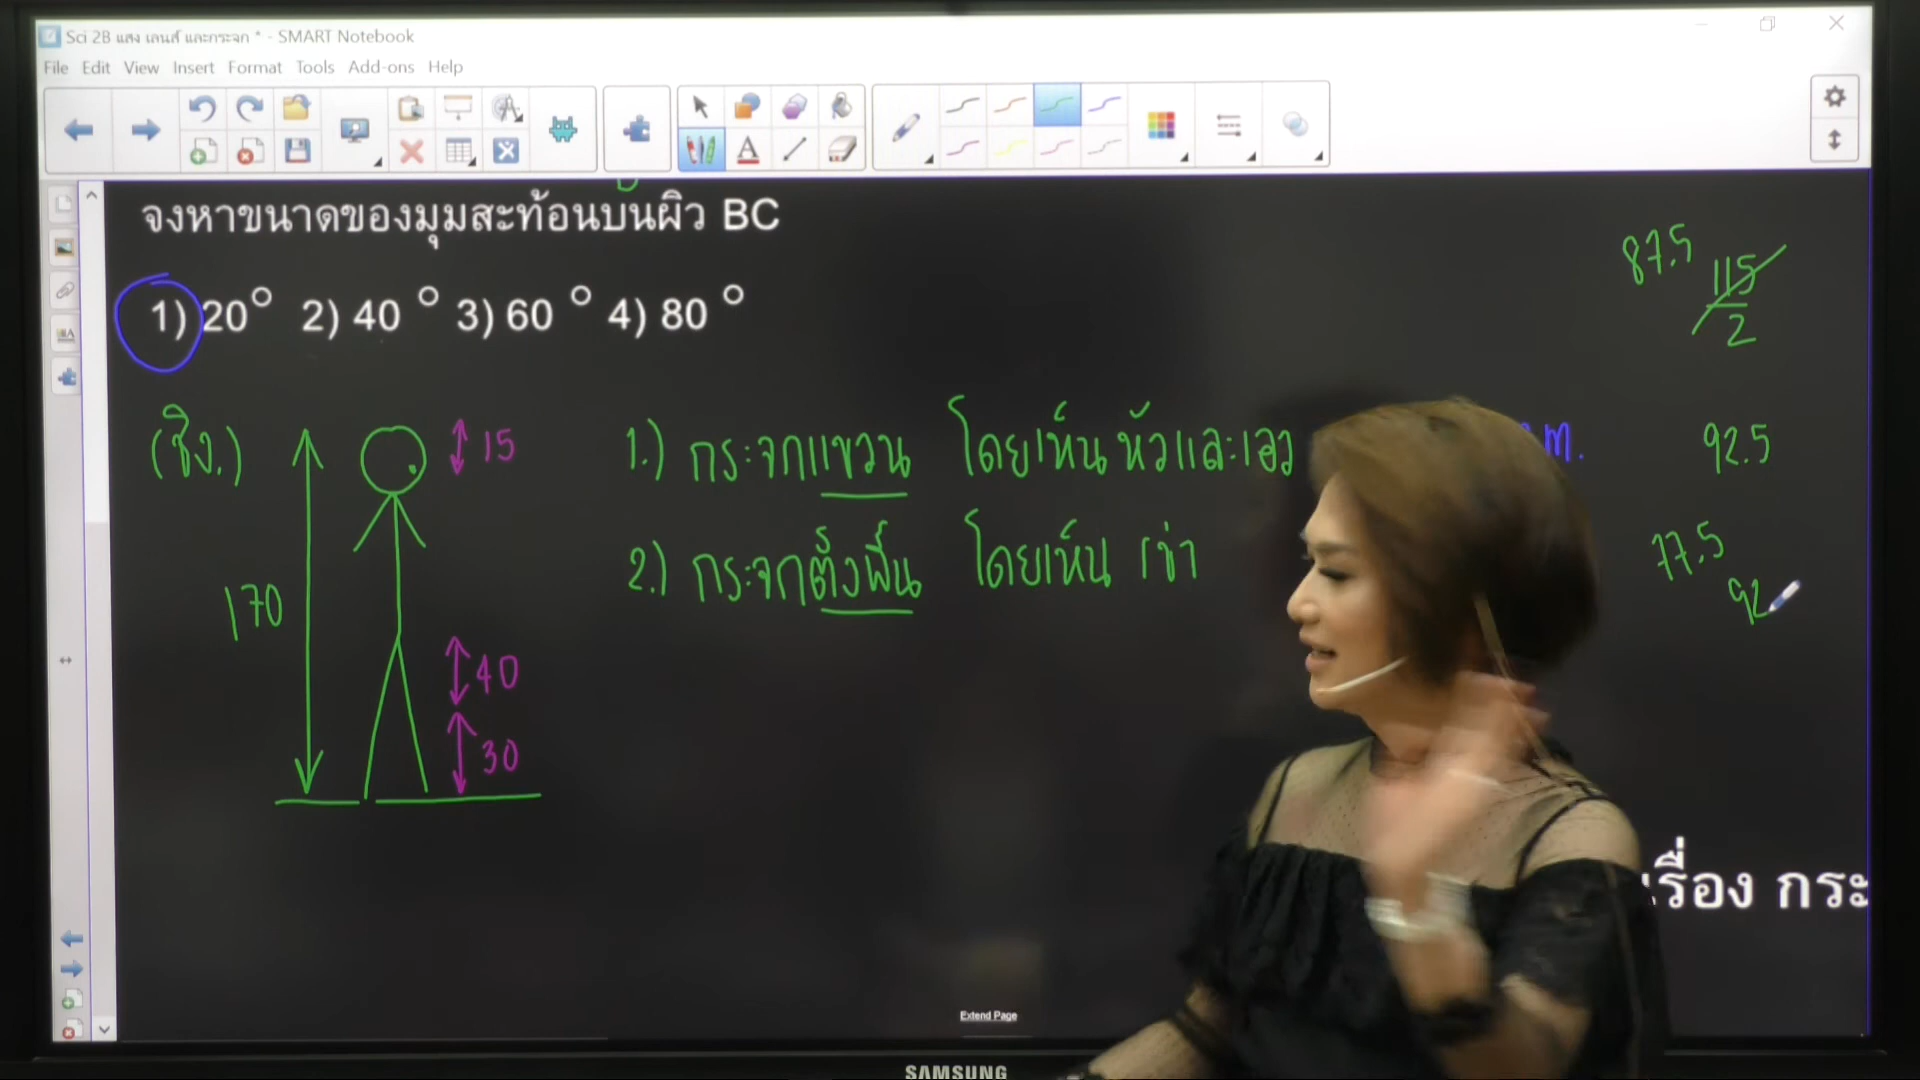 Sci 2B แสง เลนส์ และกระจก * - SMART Notebook
File Edit View Insert Format Tools Add-ons Help
จงหาขนาดของมุมสะท้อนบนผิว BC
1) 20° 2) 40° 3) 60° 4) 80°
87.5
115
2
(ชิง.)
15
1.) กระจกแขวน โดยเห็น หัวและเอว
m.
92.5
2.) กระจกตั้งพื้น โดยเห็น เข่า
77.5
92
170
40
30
เรื่อง กระ
Extend Page
SAMSUNG